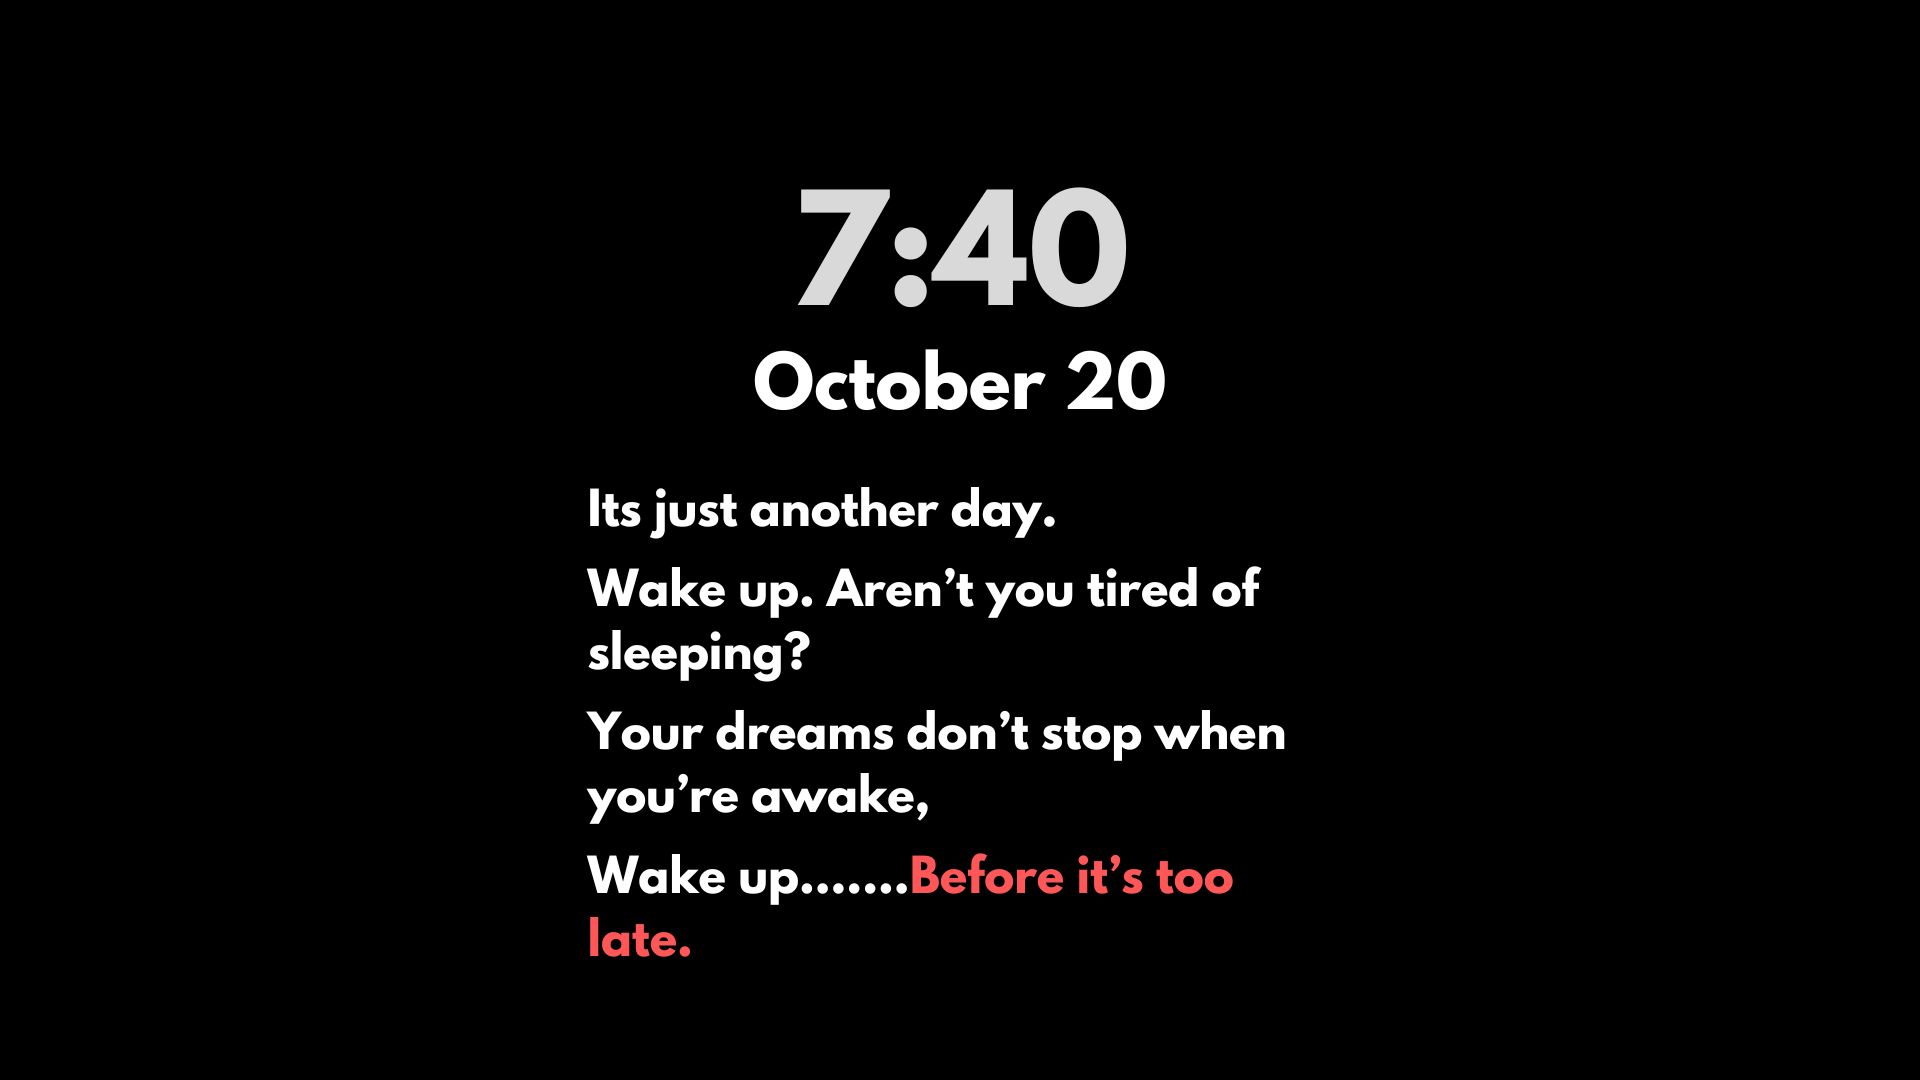 7:40
October 20
Its just another day.
Wake up. Aren’t you tired of
sleeping?
Your dreams don’t stop when
you’re awake,
Wake up.......Before it’s too
late.